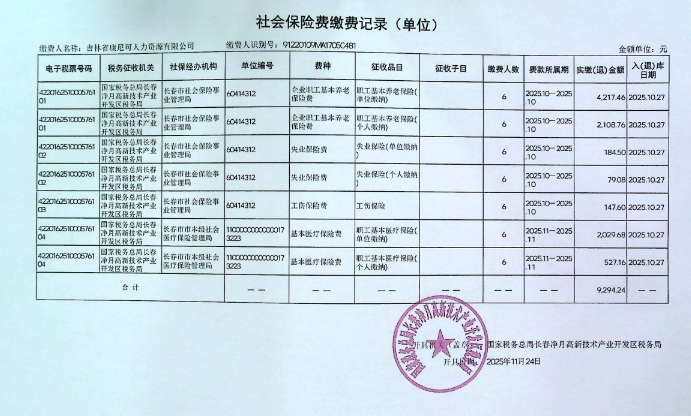 社会保险费缴费记录（单位）
缴费人名称：吉林省康尼可人力资源有限公司 缴费人识别号：91220109MA1705C481 金额单位：元
电子税票号码 税务征收机关 社保经办机构 单位编号 费种 征收品目 征收子目 缴费人数 费款所属期 实缴(退)金额 入(退)库日期
422016251000576101 国家税务总局长春净月高新技术产业开发区税务局 长春市社会保险事业管理局 60414312 企业职工基本养老保险费 职工基本养老保险(单位缴纳) 6 2025.10－2025.10 4,217.46 2025.10.27
422016251000576101 国家税务总局长春净月高新技术产业开发区税务局 长春市社会保险事业管理局 60414312 企业职工基本养老保险费 职工基本养老保险(个人缴纳) 6 2025.10－2025.10 2,108.76 2025.10.27
422016251000576102 国家税务总局长春净月高新技术产业开发区税务局 长春市社会保险事业管理局 60414312 失业保险费 失业保险(单位缴纳) 6 2025.10－2025.10 184.50 2025.10.27
422016251000576102 国家税务总局长春净月高新技术产业开发区税务局 长春市社会保险事业管理局 60414312 失业保险费 失业保险(个人缴纳) 6 2025.10－2025.10 79.08 2025.10.27
422016251000576103 国家税务总局长春净月高新技术产业开发区税务局 长春市社会保险事业管理局 60414312 工伤保险费 工伤保险 6 2025.10－2025.10 147.60 2025.10.27
422016251000576104 国家税务总局长春净月高新技术产业开发区税务局 长春市市本级社会医疗保险管理局 基本医疗保险费 职工基本医疗保险(单位缴纳) 6 2025.11－2025.11 2,029.68 2025.10.27
422016251000576104 国家税务总局长春净月高新技术产业开发区税务局 长春市市本级社会医疗保险管理局 基本医疗保险费 职工基本医疗保险(个人缴纳) 6 2025.11－2025.11 527.16 2025.10.27
合计 －－ －－ －－ －－ －－ －－ 9,294.24 －－
开具机关（盖章）：国家税务总局长春净月高新技术产业开发区税务局
开具日期：2025年11月24日